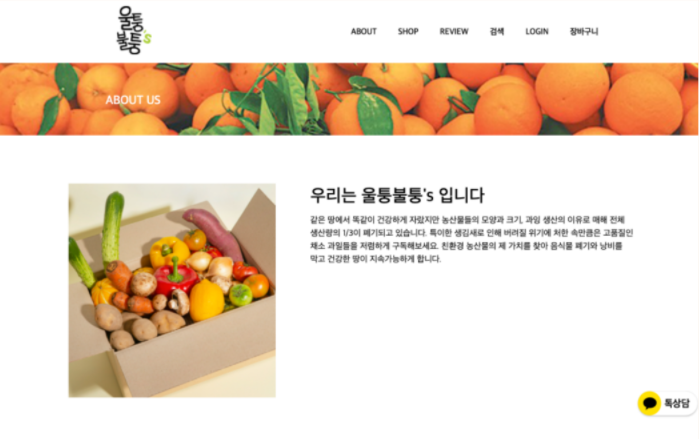 울퉁
불퉁's
ABOUT SHOP REVIEW 검색 LOGIN 장바구니
ABOUT US
우리는 울퉁불퉁's 입니다
같은 땅에서 똑같이 건강하게 자랐지만 농산물들의 모양과 크기, 과잉 생산의 이유로 매해 전체
생산량의 1/3이 폐기되고 있습니다. 특이한 생김새로 인해 버려질 위기에 처한 속만큼은 고품질인
채소 과일들을 저렴하게 구독해보세요. 친환경 농산물의 제 가치를 찾아 음식물 폐기와 낭비를
막고 건강한 땅이 지속가능하게 합니다.
톡상담